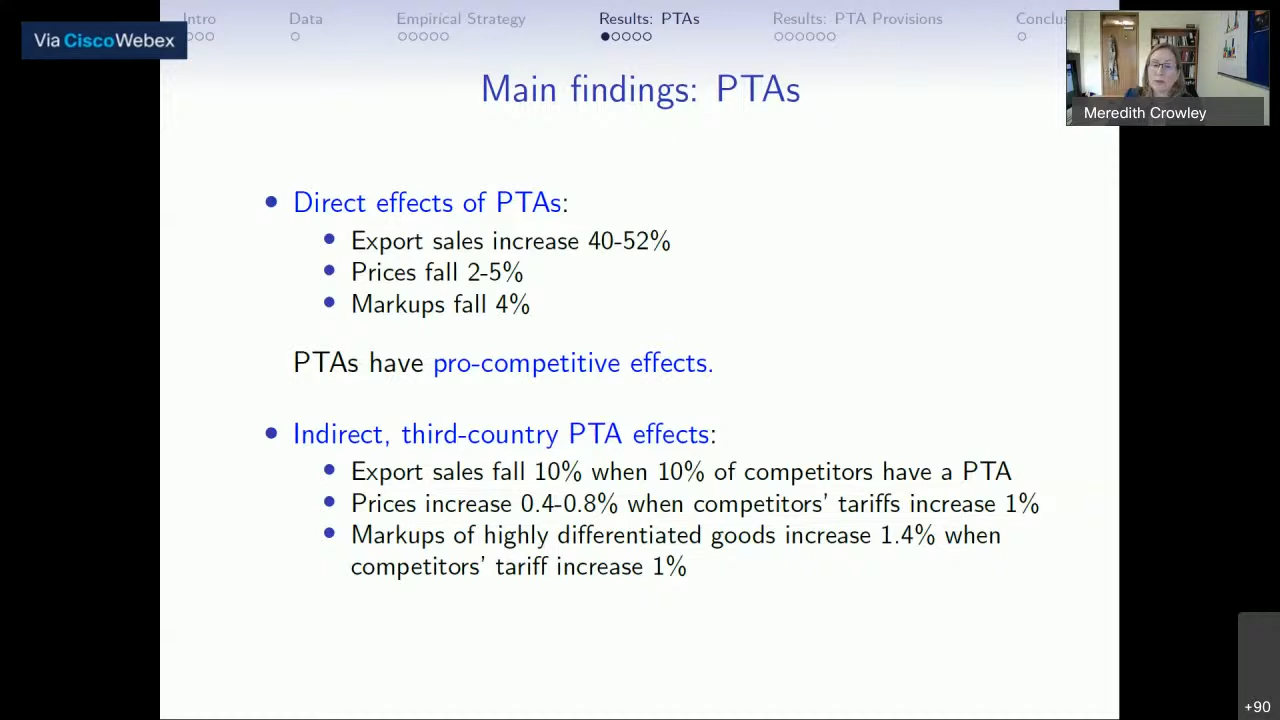 Intro
Data
Empirical Strategy
Results: PTAs
Results: PTA Provisions
Conclus
Via CiscoWebex
Main findings: PTAs
Meredith Crowley
• Direct effects of PTAs:
• Export sales increase 40-52%
• Prices fall 2-5%
• Markups fall 4%
PTAs have pro-competitive effects.
• Indirect, third-country PTA effects:
• Export sales fall 10% when 10% of competitors have a PTA
• Prices increase 0.4-0.8% when competitors' tariffs increase 1%
• Markups of highly differentiated goods increase 1.4% when
competitors' tariff increase 1%
+90